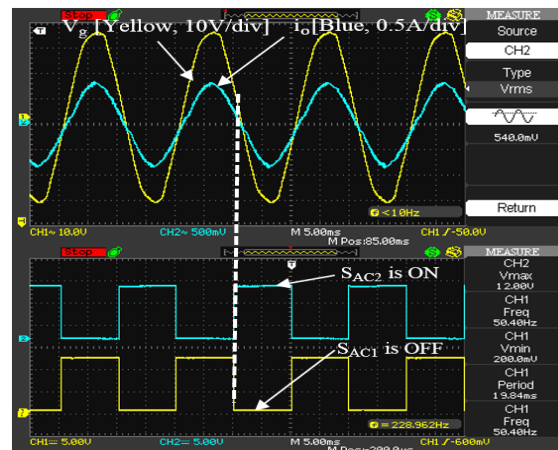 Stop
MEASURE
Vg [Yellow, 10V/div]
io[Blue, 0.5A/div]
Source
CH2
Type
Vrms
540.0mV
Return
<10Hz
CH1~ 10.0V
CH2~ 500mV
M 5.00ms
CH1 /-50.0V
M Pos:85.00ms
Stop
MEASURE
CH2
Vmax
12.00V
CH1
Freq
50.40Hz
CH1
Vmin
200.0mV
CH1
Period
19.84ms
CH1
Freq
50.40Hz
SAC2 is ON
SAC1 is OFF
= 228.962Hz
CH1= 5.00V
CH2= 5.00V
M 5.00ms
CH1 /-600mV